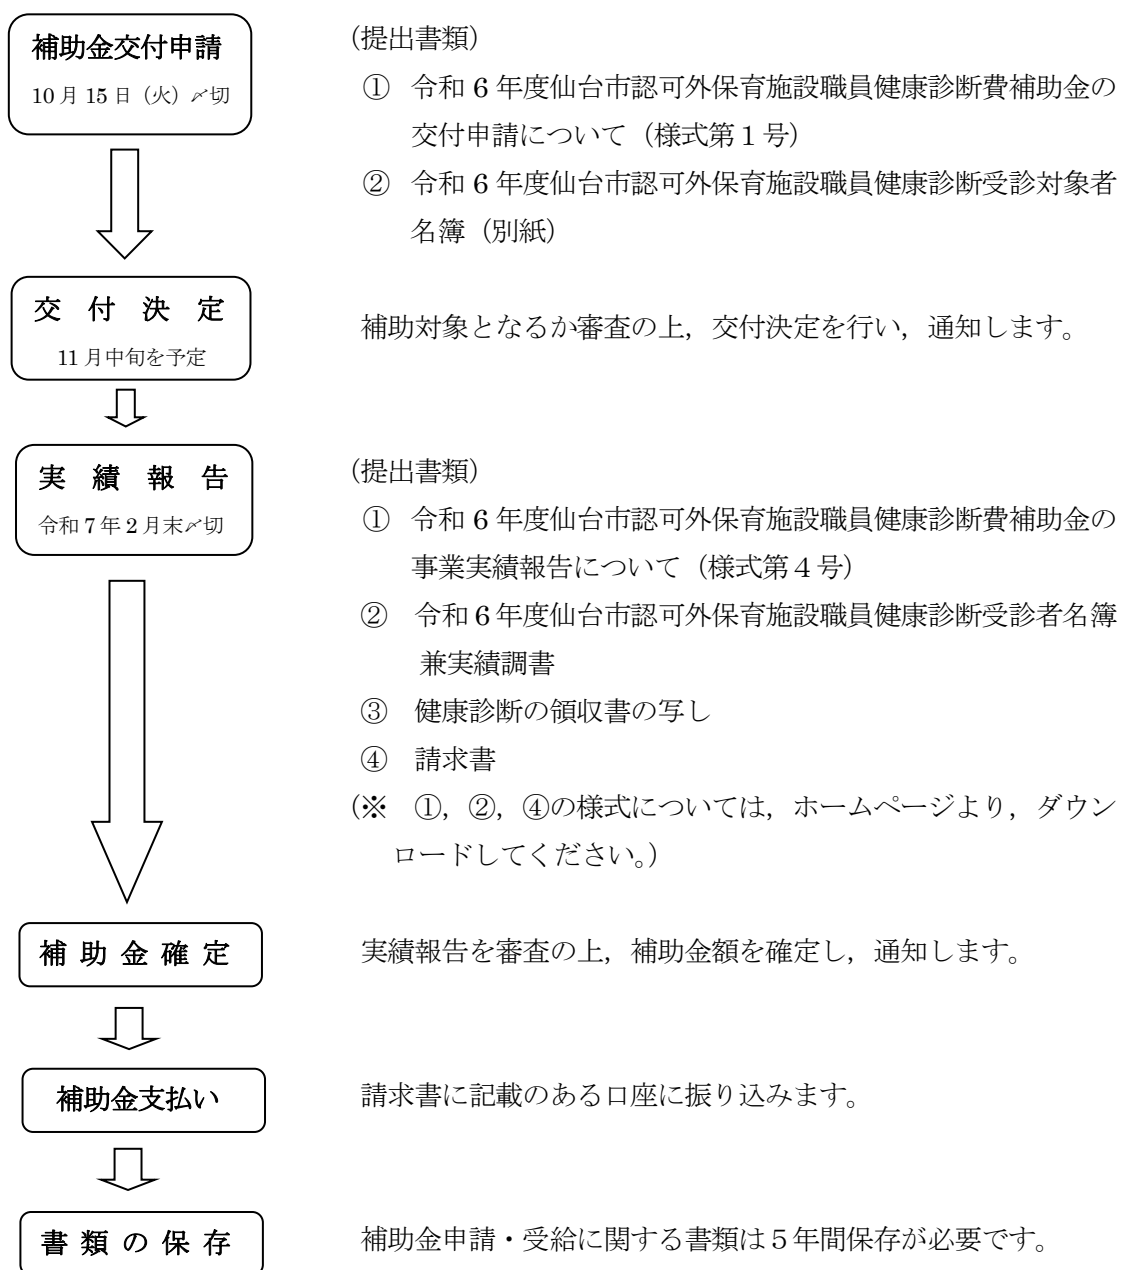 補助金交付申請
10月15日（火）〆切
（提出書類）
① 令和6年度仙台市認可外保育施設職員健康診断費補助金の
交付申請について（様式第１号）
② 令和6年度仙台市認可外保育施設職員健康診断受診対象者
名簿（別紙）
交 付 決 定
11月中旬を予定
補助対象となるか審査の上，交付決定を行い，通知します。
実 績 報 告
令和7年2月末〆切
（提出書類）
① 令和6年度仙台市認可外保育施設職員健康診断費補助金の
事業実績報告について（様式第４号）
② 令和6年度仙台市認可外保育施設職員健康診断受診者名簿
兼実績調書
③ 健康診断の領収書の写し
④ 請求書
（※ ①，②，④の様式については，ホームページより，ダウン
ロードしてください。）
補 助 金 確 定
実績報告を審査の上，補助金額を確定し，通知します。
補助金支払い
請求書に記載のある口座に振り込みます。
書 類 の 保 存
補助金申請・受給に関する書類は５年間保存が必要です。